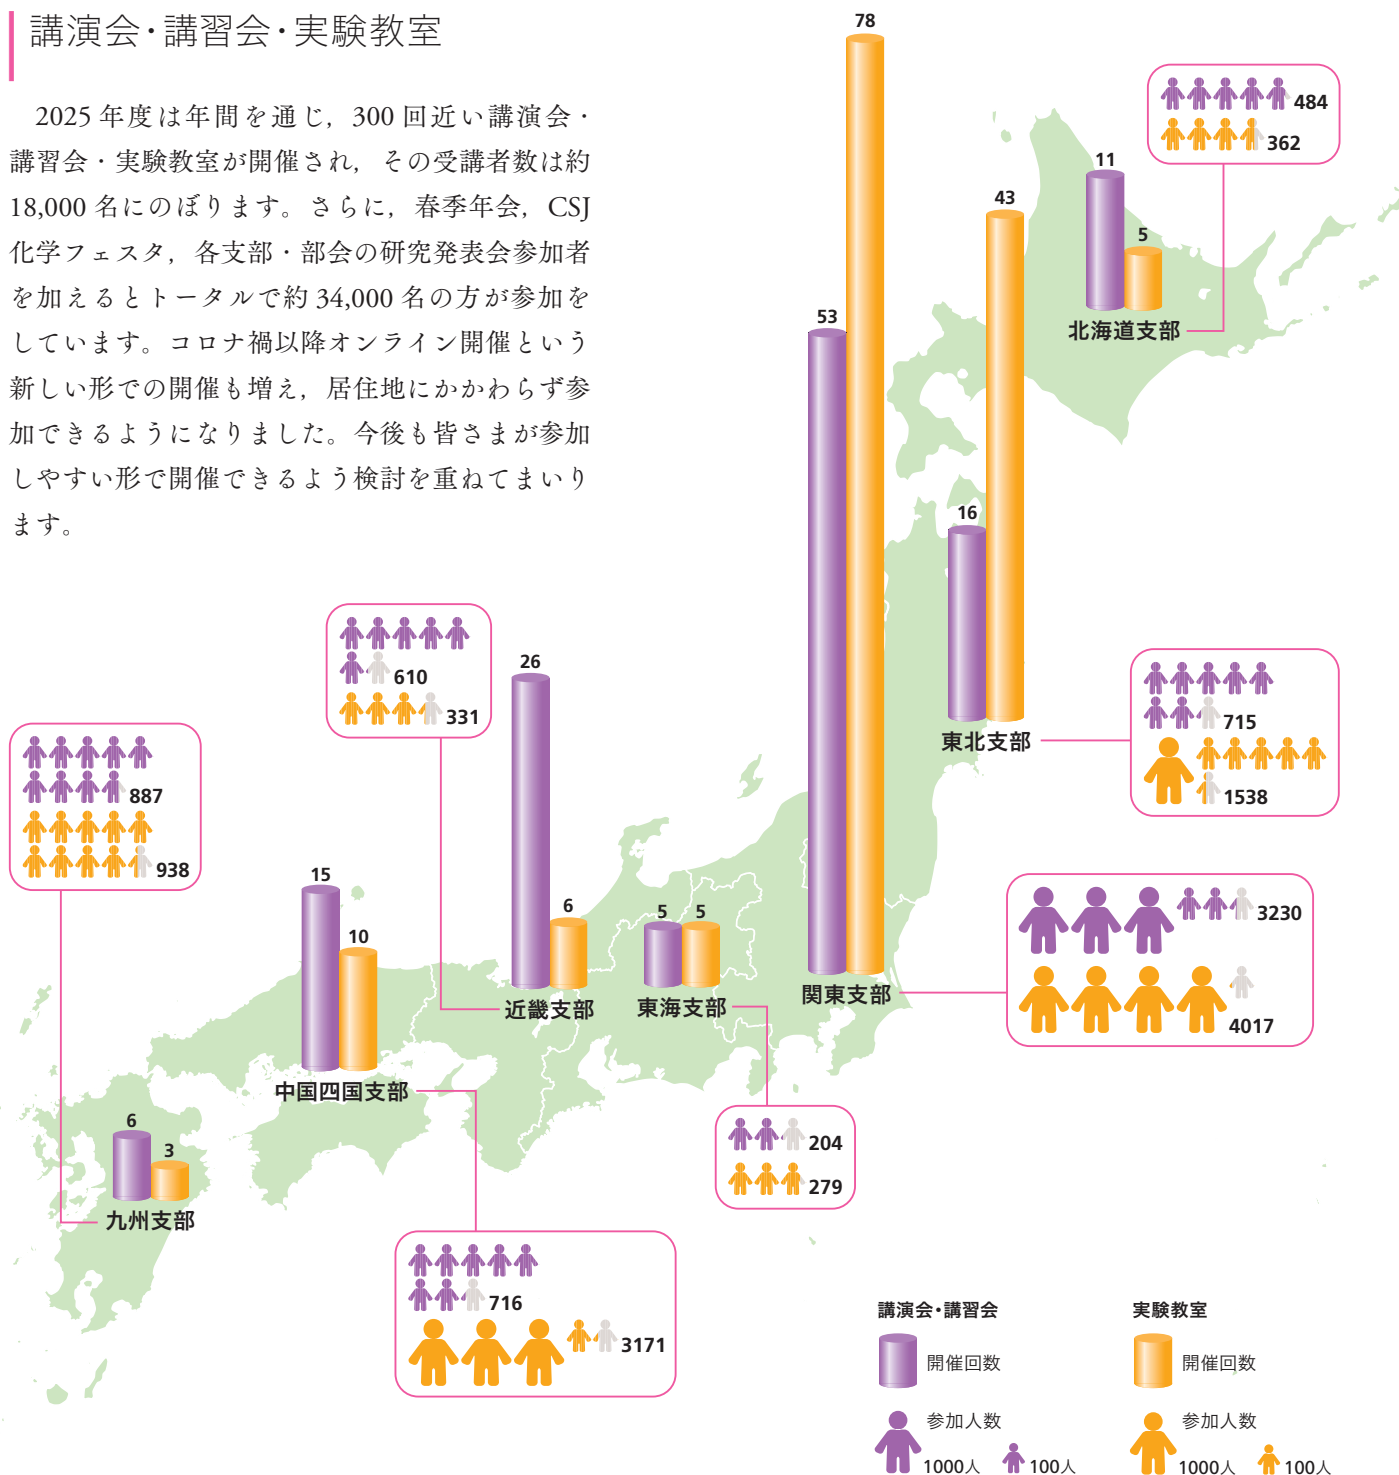 講演会・講習会・実験教室
2025 年度は年間を通じ，300 回近い講演会・
講習会・実験教室が開催され，その受講者数は約
18,000 名にのぼります。さらに，春季年会，CSJ
化学フェスタ，各支部・部会の研究発表会参加者
を加えるとトータルで約 34,000 名の方が参加を
しています。コロナ禍以降オンライン開催という
新しい形での開催も増え，居住地にかかわらず参
加できるようになりました。今後も皆さまが参加
しやすい形で開催できるよう検討を重ねてまいり
ます。
484
362
11
5
北海道支部
16
43
東北支部
715
1538
53
78
関東支部
3230
4017
5
5
東海支部
204
279
26
6
近畿支部
610
331
15
10
中国四国支部
716
3171
6
3
九州支部
887
938
講演会・講習会
開催回数
参加人数
1000人
100人
実験教室
開催回数
参加人数
1000人
100人